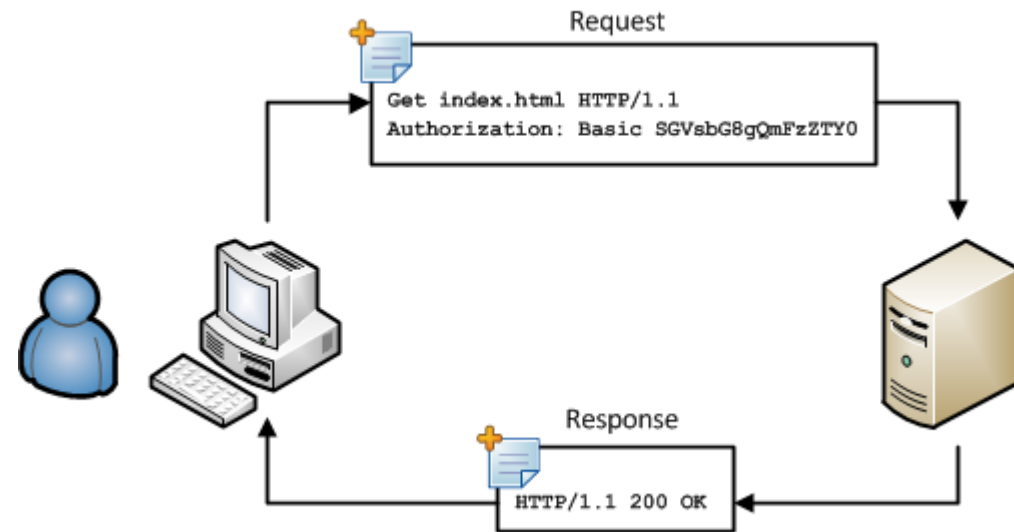 Request
Get index.html HTTP/1.1
Authorization: Basic SGVsbG8gQmFzZTY0
Response
HTTP/1.1 200 OK